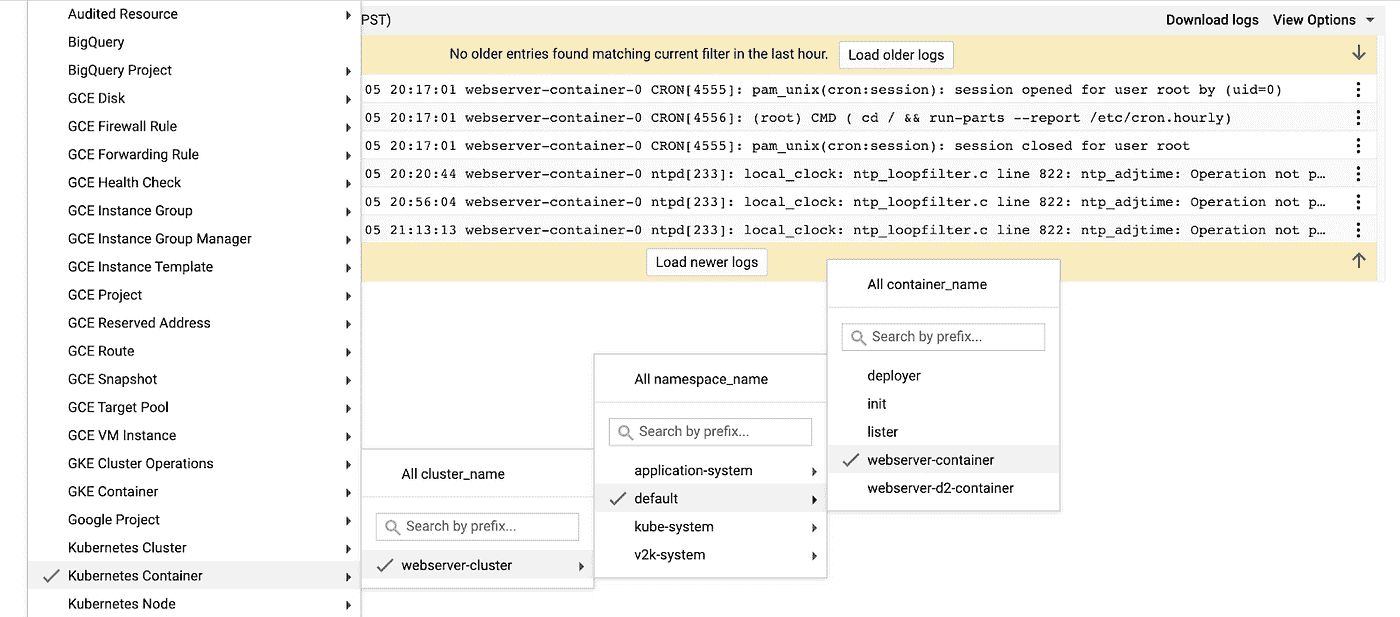 Audited Resource
BigQuery
BigQuery Project
GCE Disk
GCE Firewall Rule
GCE Forwarding Rule
GCE Health Check
GCE Instance Group
GCE Instance Group Manager
GCE Instance Template
GCE Project
GCE Reserved Address
GCE Route
GCE Snapshot
GCE Target Pool
GCE VM Instance
GKE Cluster Operations
GKE Container
Google Project
Kubernetes Cluster
Kubernetes Container
Kubernetes Node
PST)
Download logs View Options
No older entries found matching current filter in the last hour. Load older logs
05 20:17:01 webserver-container-0 CRON[4555]: pam_unix(cron:session): session opened for user root by (uid=0)
05 20:17:01 webserver-container-0 CRON[4556]: (root) CMD ( cd / && run-parts --report /etc/cron.hourly)
05 20:17:01 webserver-container-0 CRON[4555]: pam_unix(cron:session): session closed for user root
05 20:20:44 webserver-container-0 ntpd[233]: local_clock: ntp_loopfilter.c line 822: ntp_adjtime: Operation not p…
05 20:56:04 webserver-container-0 ntpd[233]: local_clock: ntp_loopfilter.c line 822: ntp_adjtime: Operation not p…
05 21:13:13 webserver-container-0 ntpd[233]: local_clock: ntp_loopfilter.c line 822: ntp_adjtime: Operation not p…
Load newer logs
All cluster_name
Search by prefix...
webserver-cluster
All namespace_name
Search by prefix...
application-system
default
kube-system
v2k-system
All container_name
Search by prefix...
deployer
init
lister
webserver-container
webserver-d2-container